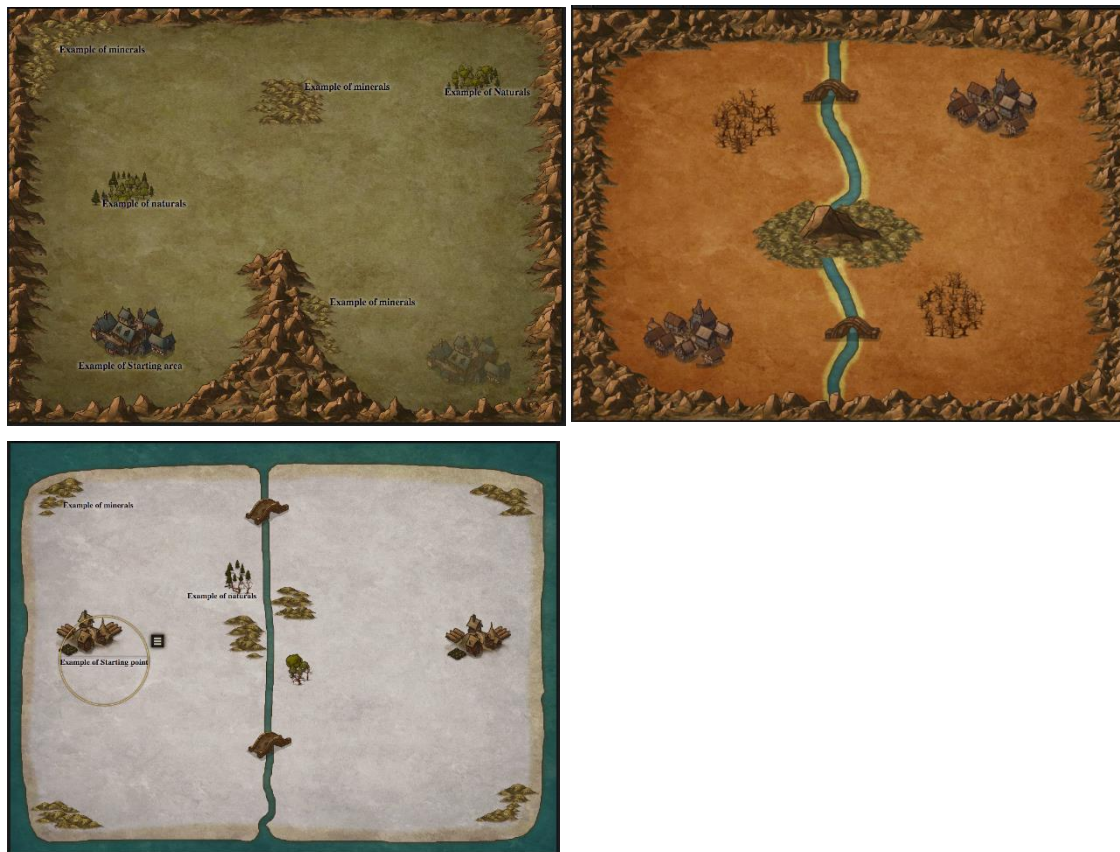 Example of minerals
Example of minerals
Example of Naturals
Example of naturals
Example of minerals
Example of Starting area
Example of minerals
Example of naturals
Example of Starting point